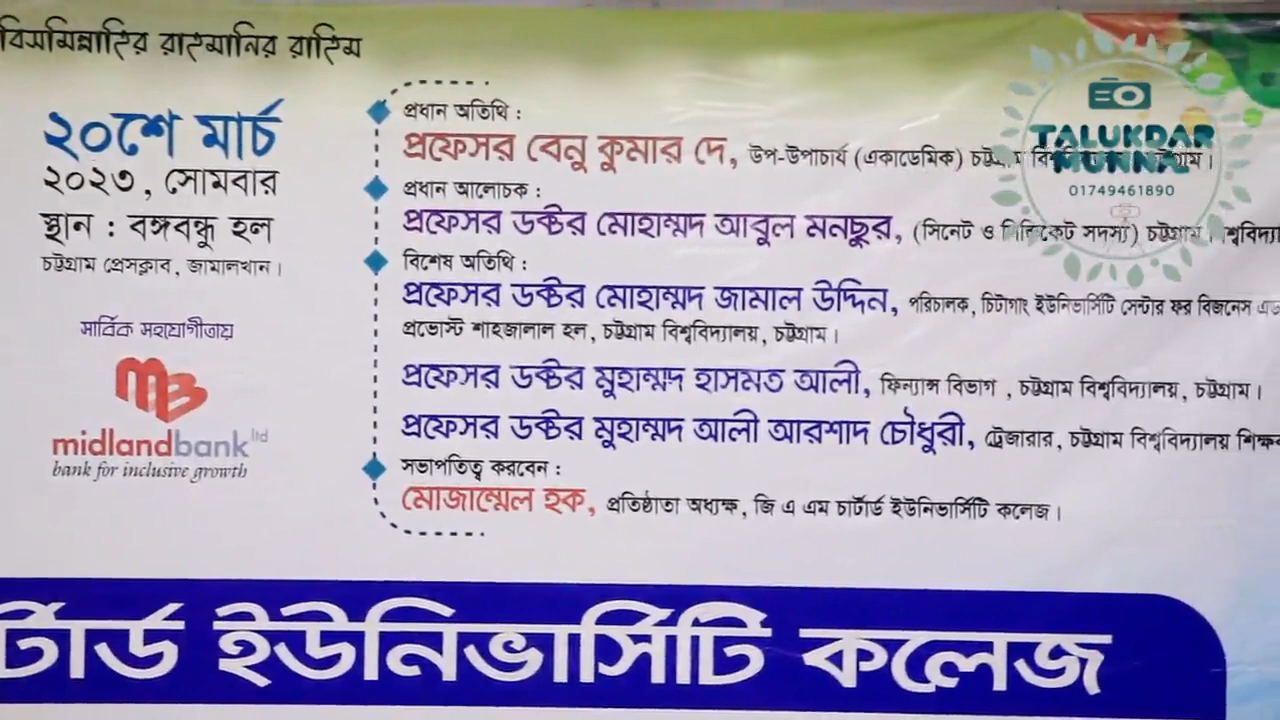 বিসমিল্লাহির রাহমানির রাহিম
২০শে মার্চ
২০২৩, সোমবার
স্থান : বঙ্গবন্ধু হল
চট্টগ্রাম প্রেসক্লাব, জামালখান।
সার্বিক সহযোগীতায়
midlandbank ltd
bank for inclusive growth
প্রধান অতিথি :
প্রফেসর বেনু কুমার দে, উপ-উপাচার্য (একাডেমিক)
প্রধান আলোচক :
প্রফেসর ডক্টর মোহাম্মদ আবুল মনছুর, (সিনেট ও সিন্ডিকেট সদস্য) চট্টগ্রাম
বিশেষ অতিথি :
প্রফেসর ডক্টর মোহাম্মদ জামাল উদ্দিন, পরিচালক, চিটাগাং ইউনিভার্সিটি সেন্টার ফর বিজনেস
প্রভোস্ট শাহজালাল হল, চট্টগ্রাম বিশ্ববিদ্যালয়, চট্টগ্রাম।
প্রফেসর ডক্টর মুহাম্মদ হাসমত আলী, ফিন্যান্স বিভাগ , চট্টগ্রাম বিশ্ববিদ্যালয়, চট্টগ্রাম।
প্রফেসর ডক্টর মুহাম্মদ আলী আরশাদ চৌধুরী, ট্রেজারার, চট্টগ্রাম বিশ্ববিদ্যালয়
সভাপতিত্ব করবেন :
মোজাম্মেল হক, প্রতিষ্ঠাতা অধ্যক্ষ, জি এ এম চার্টার্ড ইউনিভার্সিটি কলেজ।
র্টার্ড ইউনিভার্সিটি কলেজ
TALUKDAR
MUNNA
01749461890